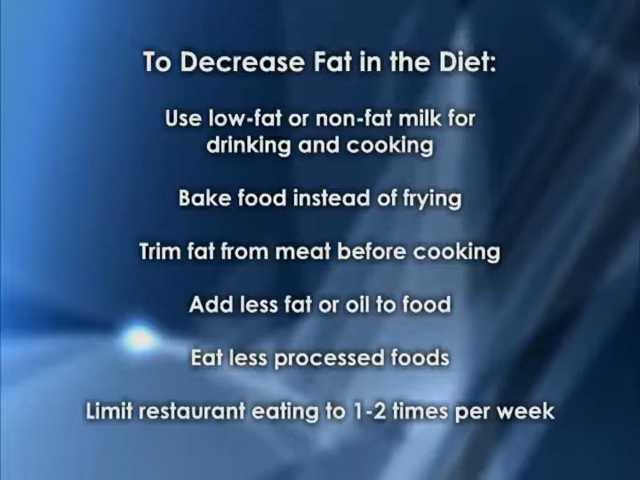 To Decrease Fat in the Diet:
Use low-fat or non-fat milk for
drinking and cooking
Bake food instead of frying
Trim fat from meat before cooking
Add less fat or oil to food
Eat less processed foods
Limit restaurant eating to 1-2 times per week